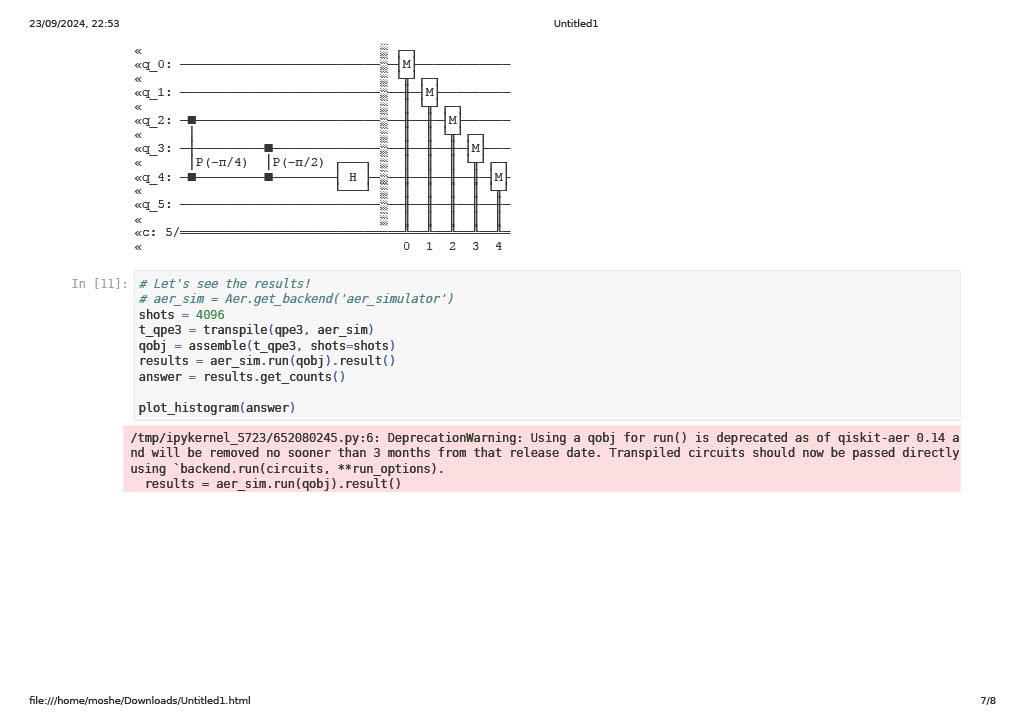 23/09/2024, 22:53
Untitled1
«
«q_0: M
«
«q_1: M
«
«q_2: M
«
«q_3: M
« P(-π/4) P(-π/2)
«q_4: H M
«
«q_5:
«
«c: 5/
« 0 1 2 3 4
In [11]:
# Let's see the results!
# aer_sim = Aer.get_backend('aer_simulator')
shots = 4096
t_qpe3 = transpile(qpe3, aer_sim)
qobj = assemble(t_qpe3, shots=shots)
results = aer_sim.run(qobj).result()
answer = results.get_counts()
plot_histogram(answer)
/tmp/ipykernel_5723/652080245.py:6: DeprecationWarning: Using a qobj for run() is deprecated as of qiskit-aer 0.14 a
nd will be removed no sooner than 3 months from that release date. Transpiled circuits should now be passed directly
using `backend.run(circuits, **run_options).
results = aer_sim.run(qobj).result()
file:///home/moshe/Downloads/Untitled1.html
7/8